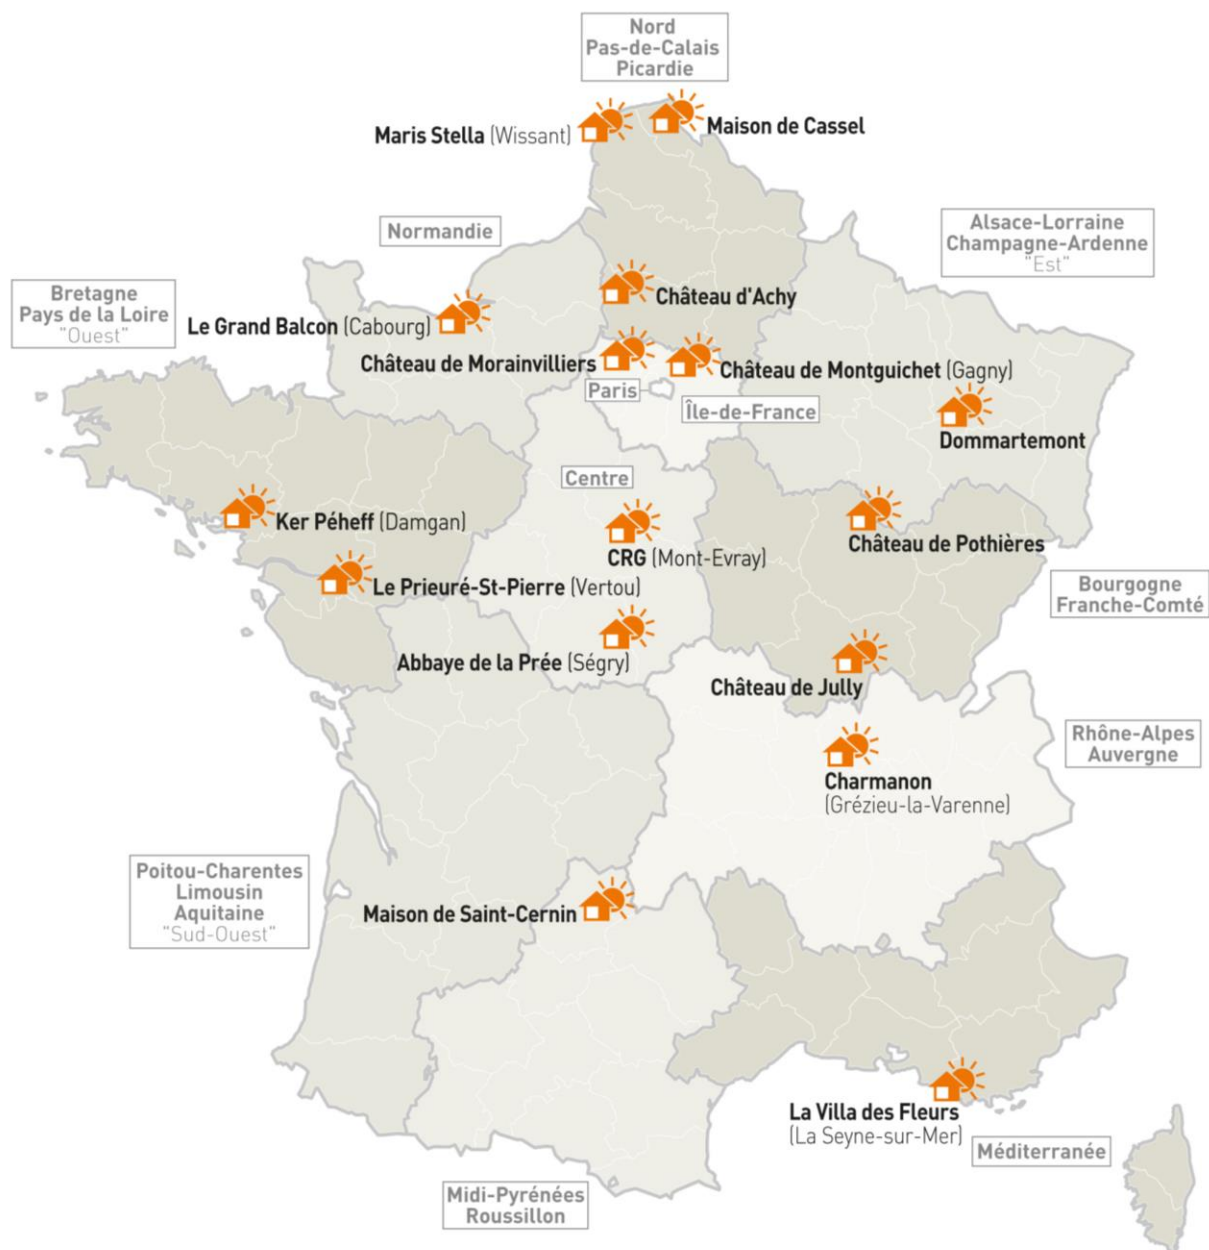 Nord
Pas-de-Calais
Picardie
Maris Stella (Wissant)
Maison de Cassel
Normandie
Alsace-Lorraine
Champagne-Ardenne
"Est"
Bretagne
Pays de la Loire
"Ouest"
Château d'Achy
Le Grand Balcon (Cabourg)
Château de Morainvilliers
Château de Montguichet (Gagny)
Paris
Île-de-France
Dommartemont
Centre
Ker Péheff (Damgan)
CRG (Mont-Evray)
Château de Pothières
Le Prieuré-St-Pierre (Vertou)
Bourgogne
Franche-Comté
Abbaye de la Prée (Ségry)
Château de Jully
Rhône-Alpes
Auvergne
Charmanon
(Grézieu-la-Varenne)
Poitou-Charentes
Limousin
Aquitaine
"Sud-Ouest"
Maison de Saint-Cernin
La Villa des Fleurs
(La Seyne-sur-Mer)
Méditerranée
Midi-Pyrénées
Roussillon